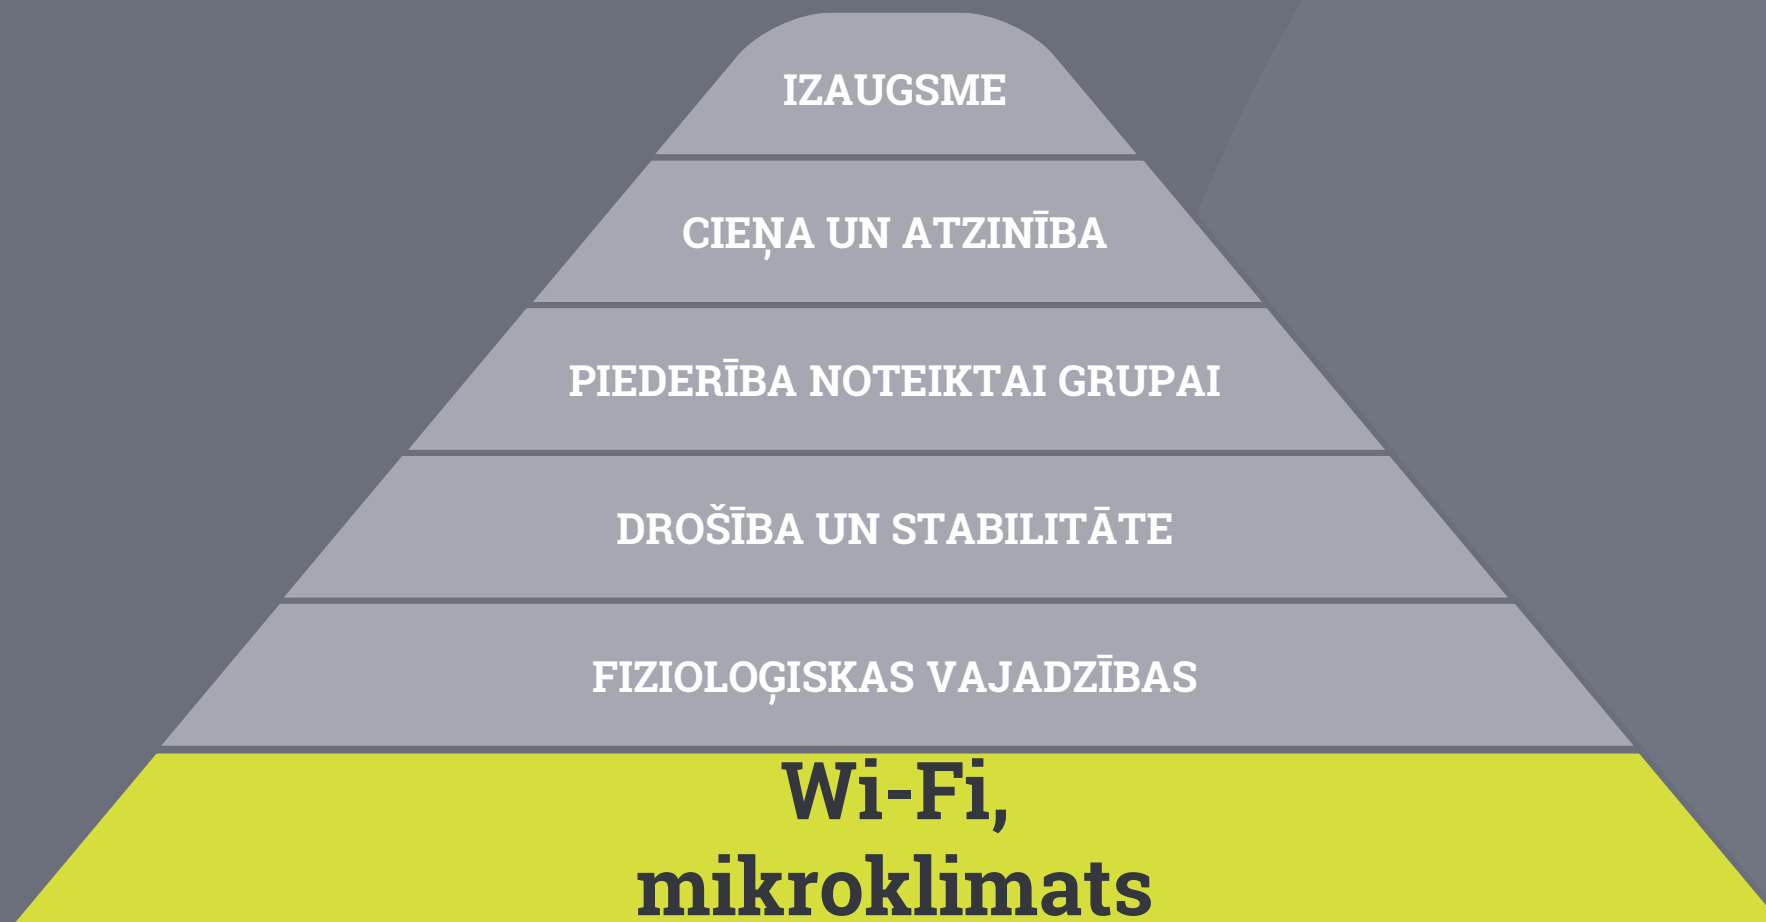 IZAUGSME
CIEŅA UN ATZINĪBA
PIEDERĪBA NOTEIKTAI GRUPAI
DROŠĪBA UN STABILITĀTE
FIZIOLOĢISKAS VAJADZĪBAS
Wi-Fi,
mikroklimats